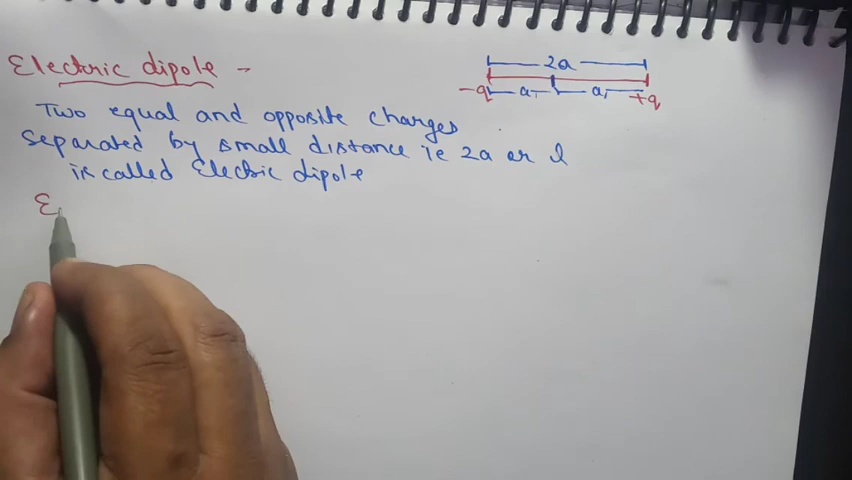 Electric dipole -
2a
-q a a +q
Two equal and opposite charges
separated by small distance ie 2a or l
is called Electric dipole
E